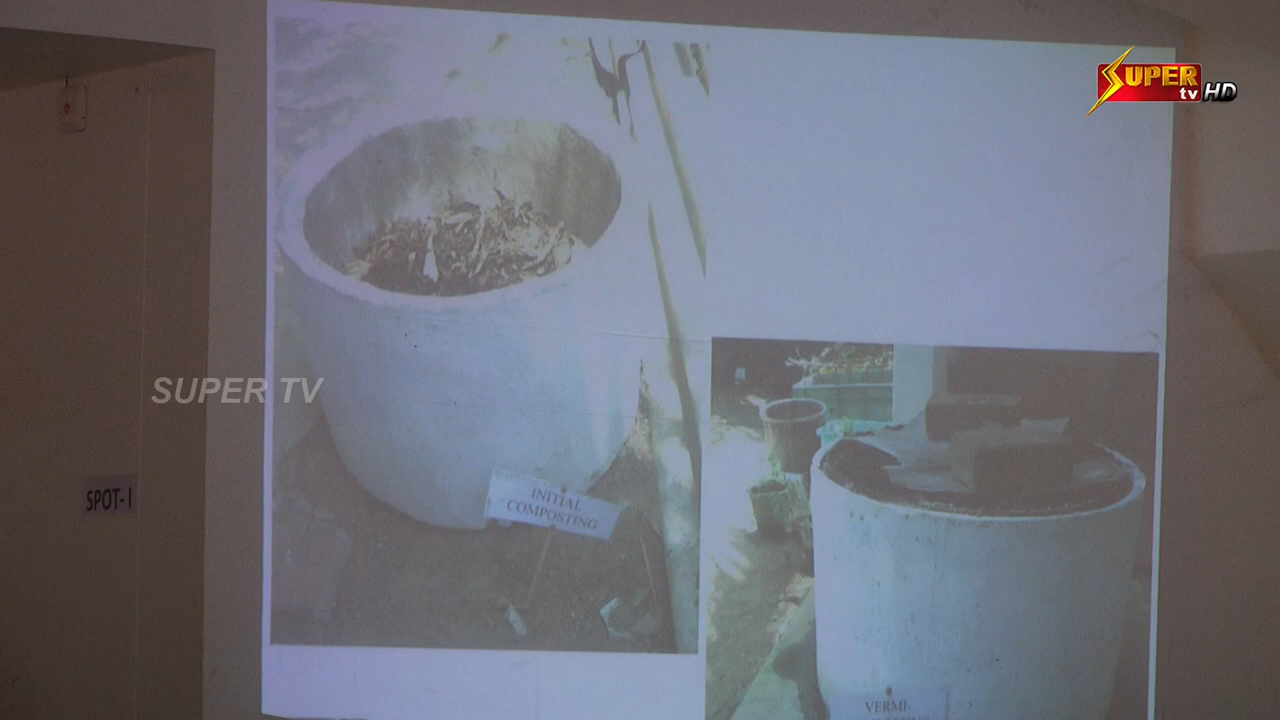 SUPER
tv HD
SUPER TV
SPOT-1
INITIAL
COMPOSTING
VERMI-